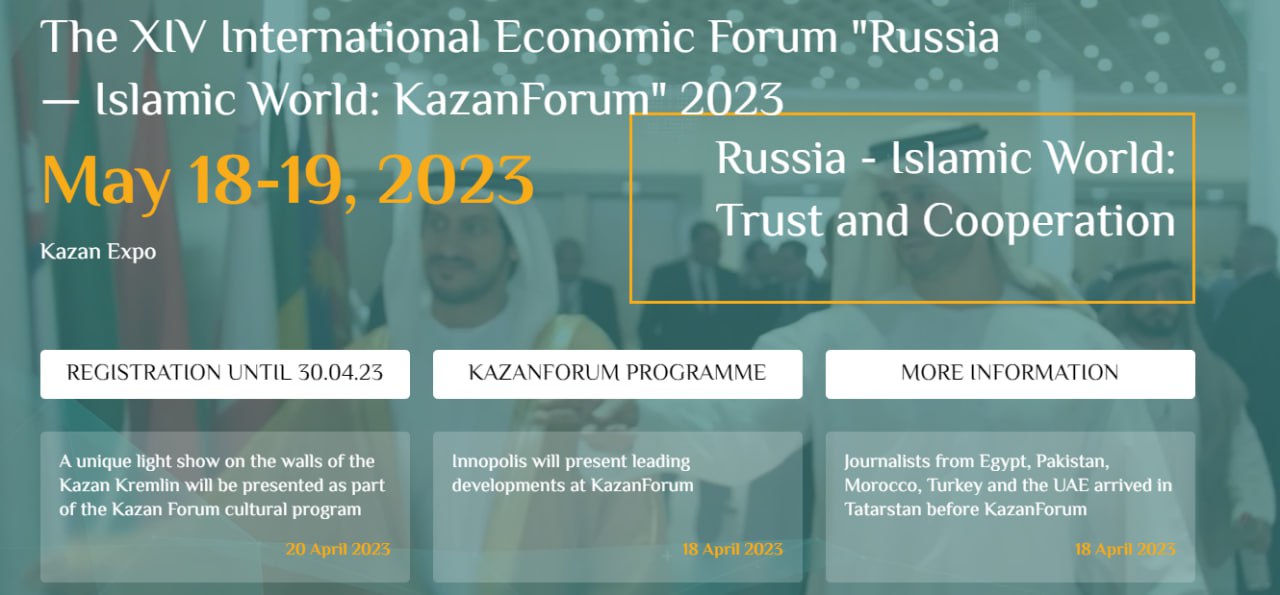 The XIV International Economic Forum "Russia
— Islamic World: KazanForum" 2023
May 18-19, 2023
Kazan Expo
Russia - Islamic World:
Trust and Cooperation
REGISTRATION UNTIL 30.04.23
KAZANFORUM PROGRAMME
MORE INFORMATION
A unique light show on the walls of the
Kazan Kremlin will be presented as part
of the Kazan Forum cultural program
20 April 2023
Innopolis will present leading
developments at KazanForum
18 April 2023
Journalists from Egypt, Pakistan,
Morocco, Turkey and the UAE arrived in
Tatarstan before KazanForum
18 April 2023